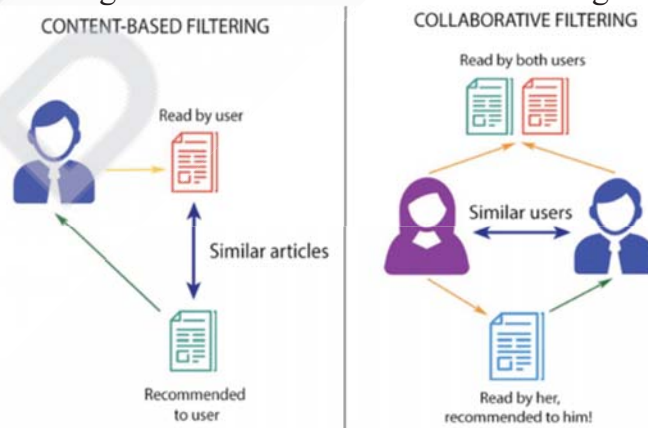 CONTENT-BASED FILTERING
Read by user
Similar articles
Recommended
to user
COLLABORATIVE FILTERING
Read by both users
Similar users
Read by her,
recommended to him!